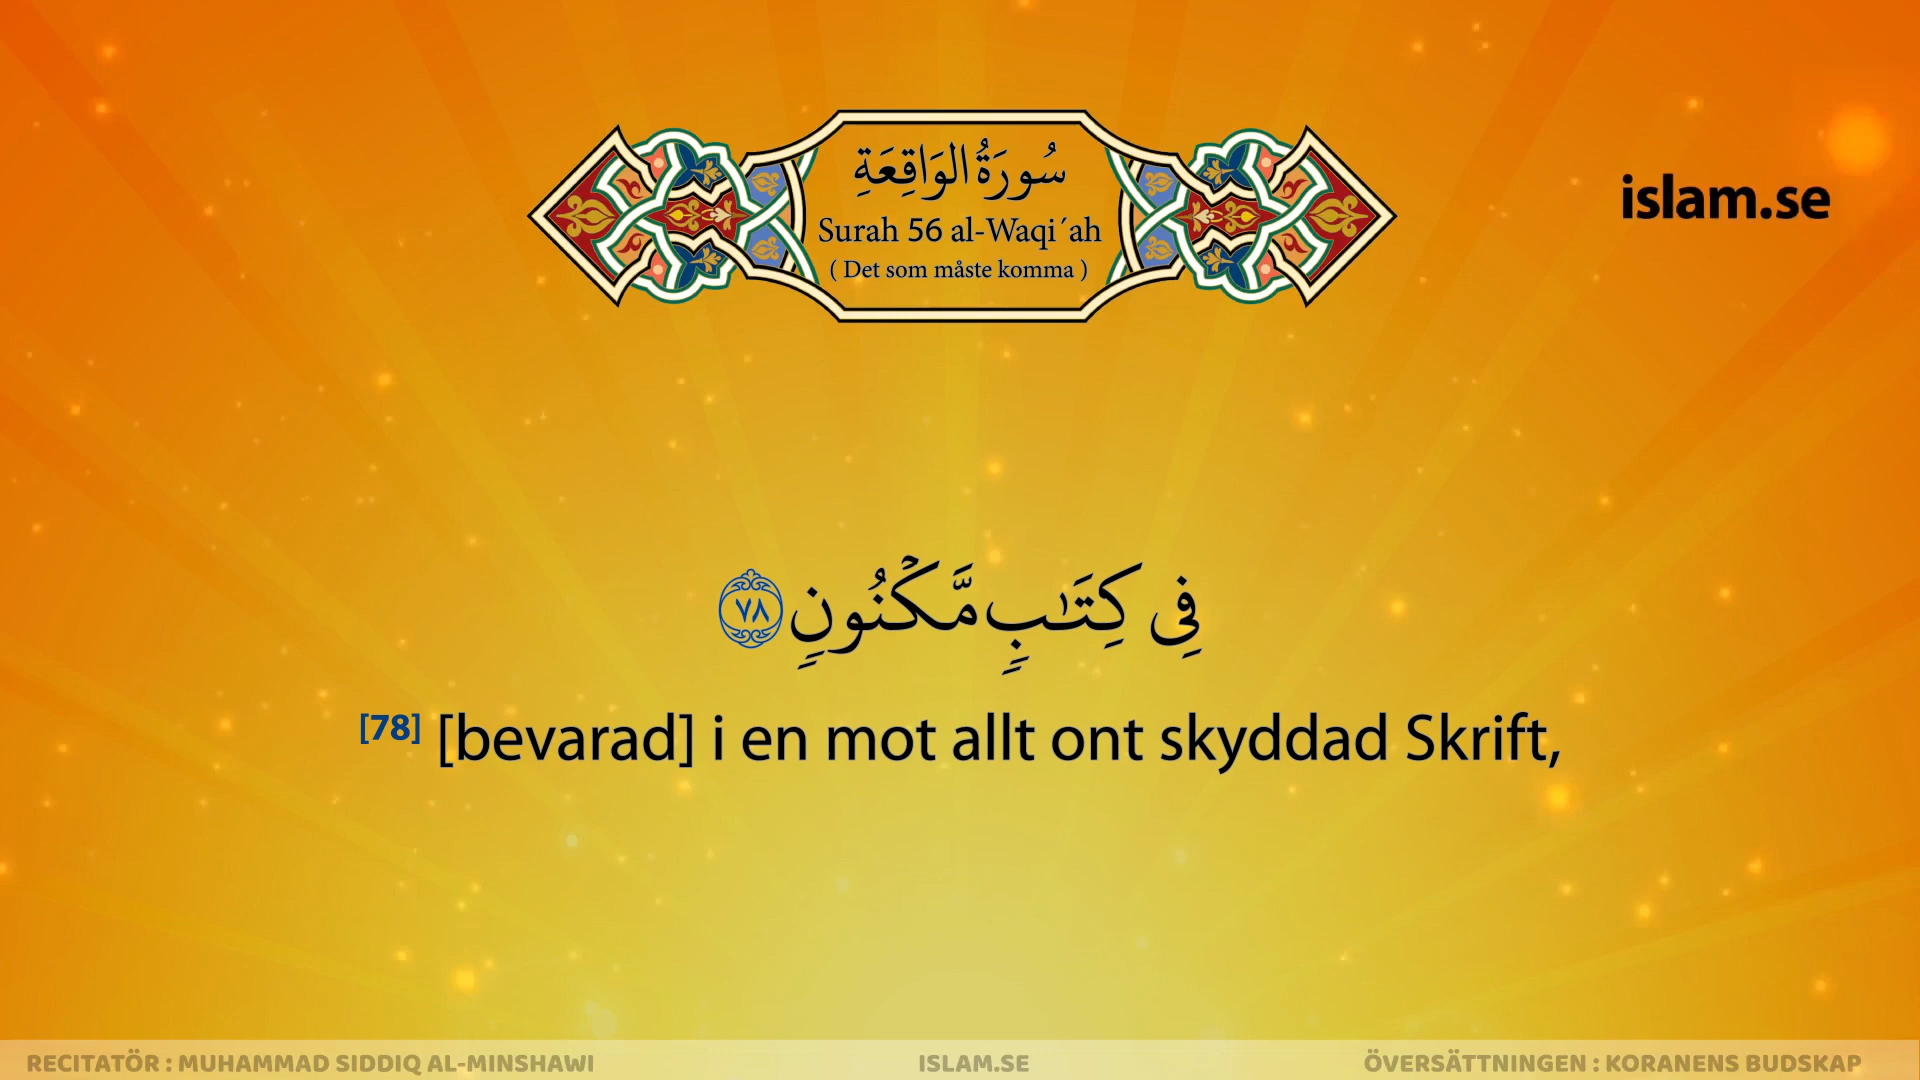 سُورَةُ الوَاقِعَةِ
Surah 56 al-Waqi´ah
( Det som måste komma )
islam.se
فِى كِتَـٰبٍ مَّكْنُونٍ ٧٨
[78] [bevarad] i en mot allt ont skyddad Skrift,
RECITATÖR : MUHAMMAD SIDDIQ AL-MINSHAWI
ISLAM.SE
ÖVERSÄTTNINGEN : KORANENS BUDSKAP